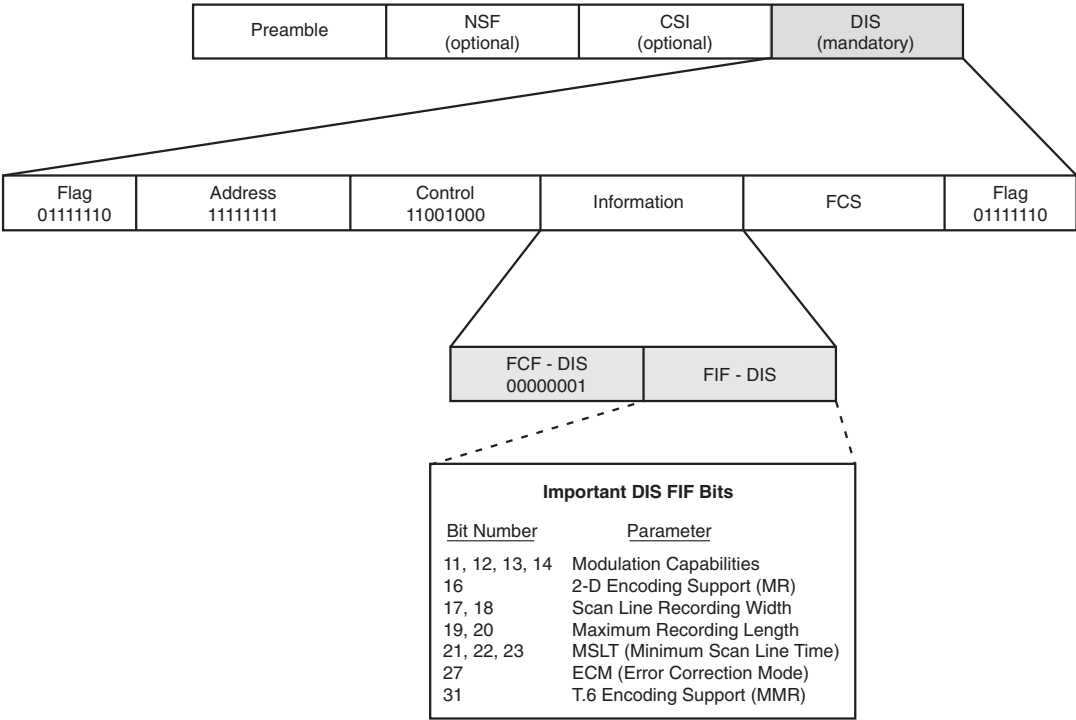 Preamble
NSF
(optional)
CSI
(optional)
DIS
(mandatory)
Flag
01111110
Address
11111111
Control
11001000
Information
FCS
Flag
01111110
FCF - DIS
00000001
FIF - DIS
Important DIS FIF Bits
Bit Number Parameter
11, 12, 13, 14 Modulation Capabilities
16 2-D Encoding Support (MR)
17, 18 Scan Line Recording Width
19, 20 Maximum Recording Length
21, 22, 23 MSLT (Minimum Scan Line Time)
27 ECM (Error Correction Mode)
31 T.6 Encoding Support (MMR)